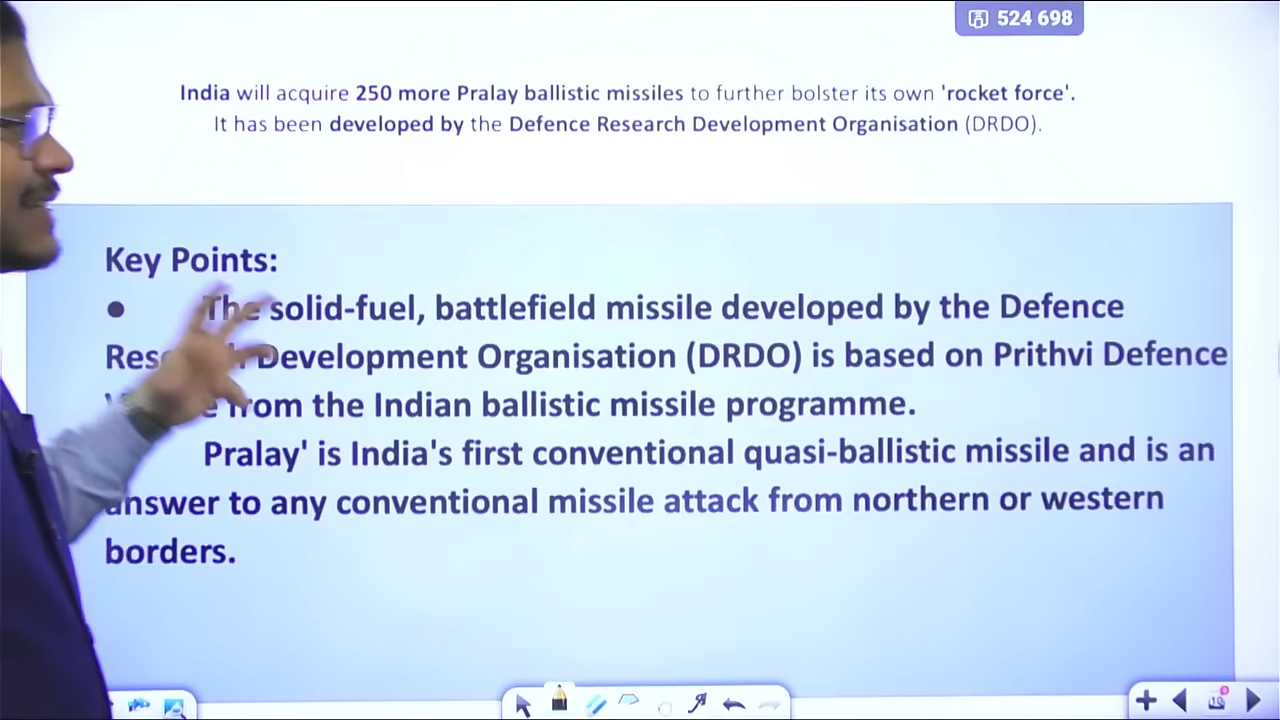 524 698
India will acquire 250 more Pralay ballistic missiles to further bolster its own 'rocket force'.
It has been developed by the Defence Research Development Organisation (DRDO).
Key Points:
● The solid-fuel, battlefield missile developed by the Defence
Development Organisation (DRDO) is based on Prithvi Defence
from the Indian ballistic missile programme.
Pralay' is India's first conventional quasi-ballistic missile and is an
answer to any conventional missile attack from northern or western
borders.